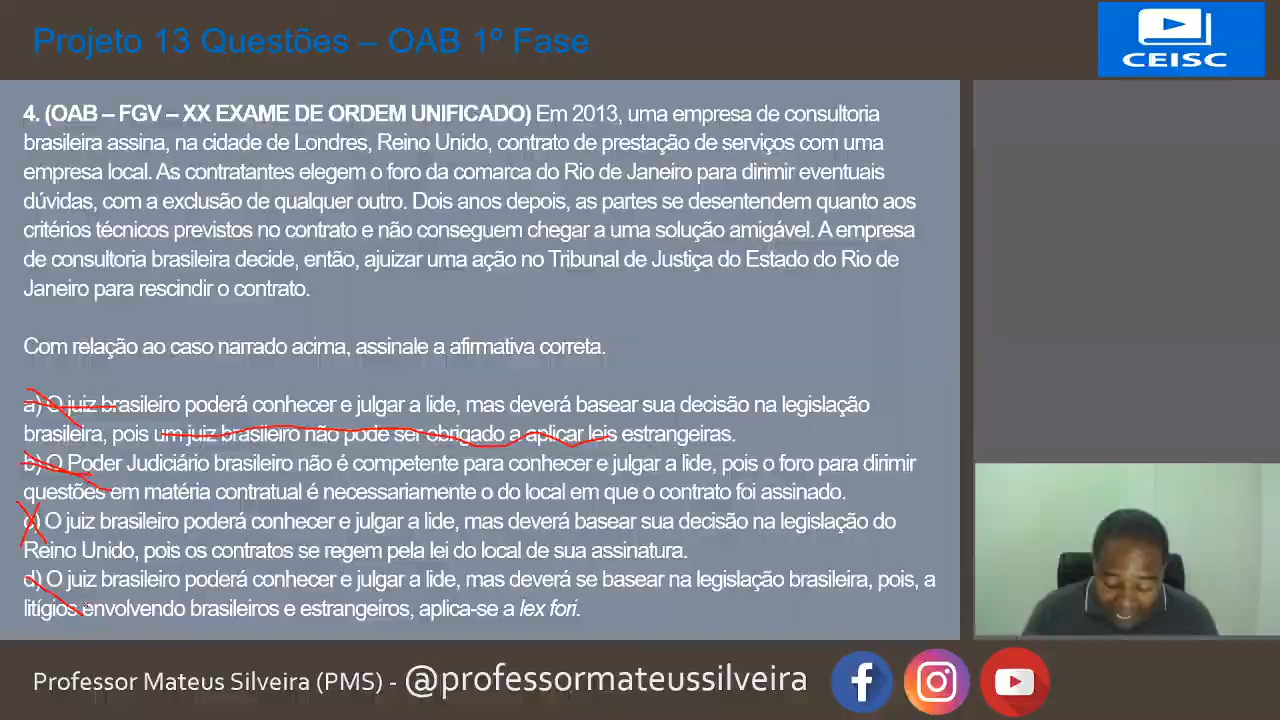 Projeto 13 Questões – OAB 1º Fase
CEISC
4. (OAB – FGV – XX EXAME DE ORDEM UNIFICADO) Em 2013, uma empresa de consultoria
brasileira assina, na cidade de Londres, Reino Unido, contrato de prestação de serviços com uma
empresa local. As contratantes elegem o foro da comarca do Rio de Janeiro para dirimir eventuais
dúvidas, com a exclusão de qualquer outro. Dois anos depois, as partes se desentendem quanto aos
critérios técnicos previstos no contrato e não conseguem chegar a uma solução amigável. A empresa
de consultoria brasileira decide, então, ajuizar uma ação no Tribunal de Justiça do Estado do Rio de
Janeiro para rescindir o contrato.
Com relação ao caso narrado acima, assinale a afirmativa correta.
a) O juiz brasileiro poderá conhecer e julgar a lide, mas deverá basear sua decisão na legislação
brasileira, pois um juiz brasileiro não pode ser obrigado a aplicar leis estrangeiras.
b) O Poder Judiciário brasileiro não é competente para conhecer e julgar a lide, pois o foro para dirimir
questões em matéria contratual é necessariamente o do local em que o contrato foi assinado.
c) O juiz brasileiro poderá conhecer e julgar a lide, mas deverá basear sua decisão na legislação do
Reino Unido, pois os contratos se regem pela lei do local de sua assinatura.
d) O juiz brasileiro poderá conhecer e julgar a lide, mas deverá se basear na legislação brasileira, pois, a
litígios envolvendo brasileiros e estrangeiros, aplica-se a lex fori.
Professor Mateus Silveira (PMS) - @professormateussilveira